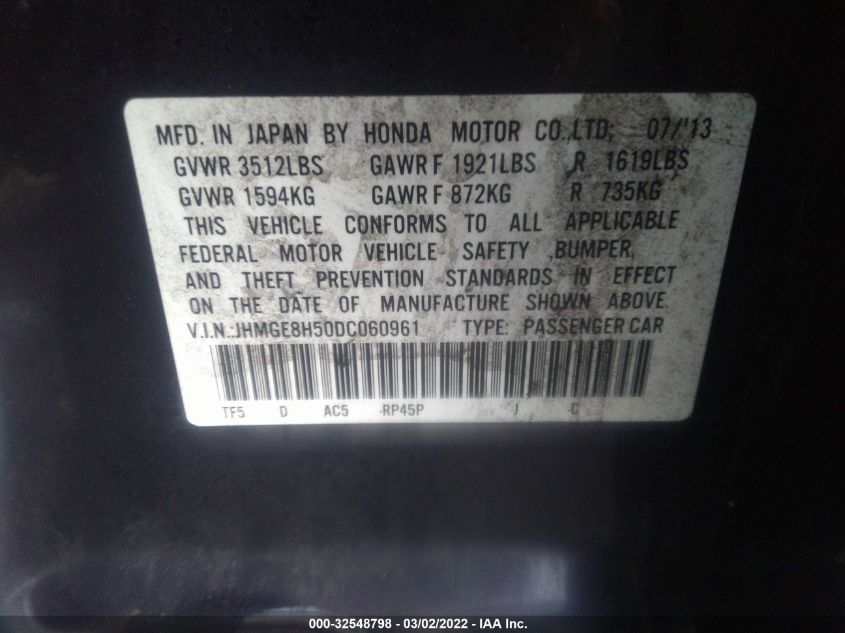 MFD. IN JAPAN BY HONDA MOTOR CO.,LTD; 07/'13
GVWR 3512LBS GAWR F 1921LBS R 1619LBS
GVWR 1594KG GAWR F 872KG R 735KG
THIS VEHICLE CONFORMS TO ALL APPLICABLE
FEDERAL MOTOR VEHICLE SAFETY ,BUMPER,
AND THEFT PREVENTION STANDARDS IN EFFECT
ON THE DATE OF MANUFACTURE SHOWN ABOVE.
V.I.N.:JHMGE8H50DC060961 TYPE: PASSENGER CAR
TF5 D AC5 -RP45P J -C
000-32548798 - 03/02/2022 - IAA Inc.